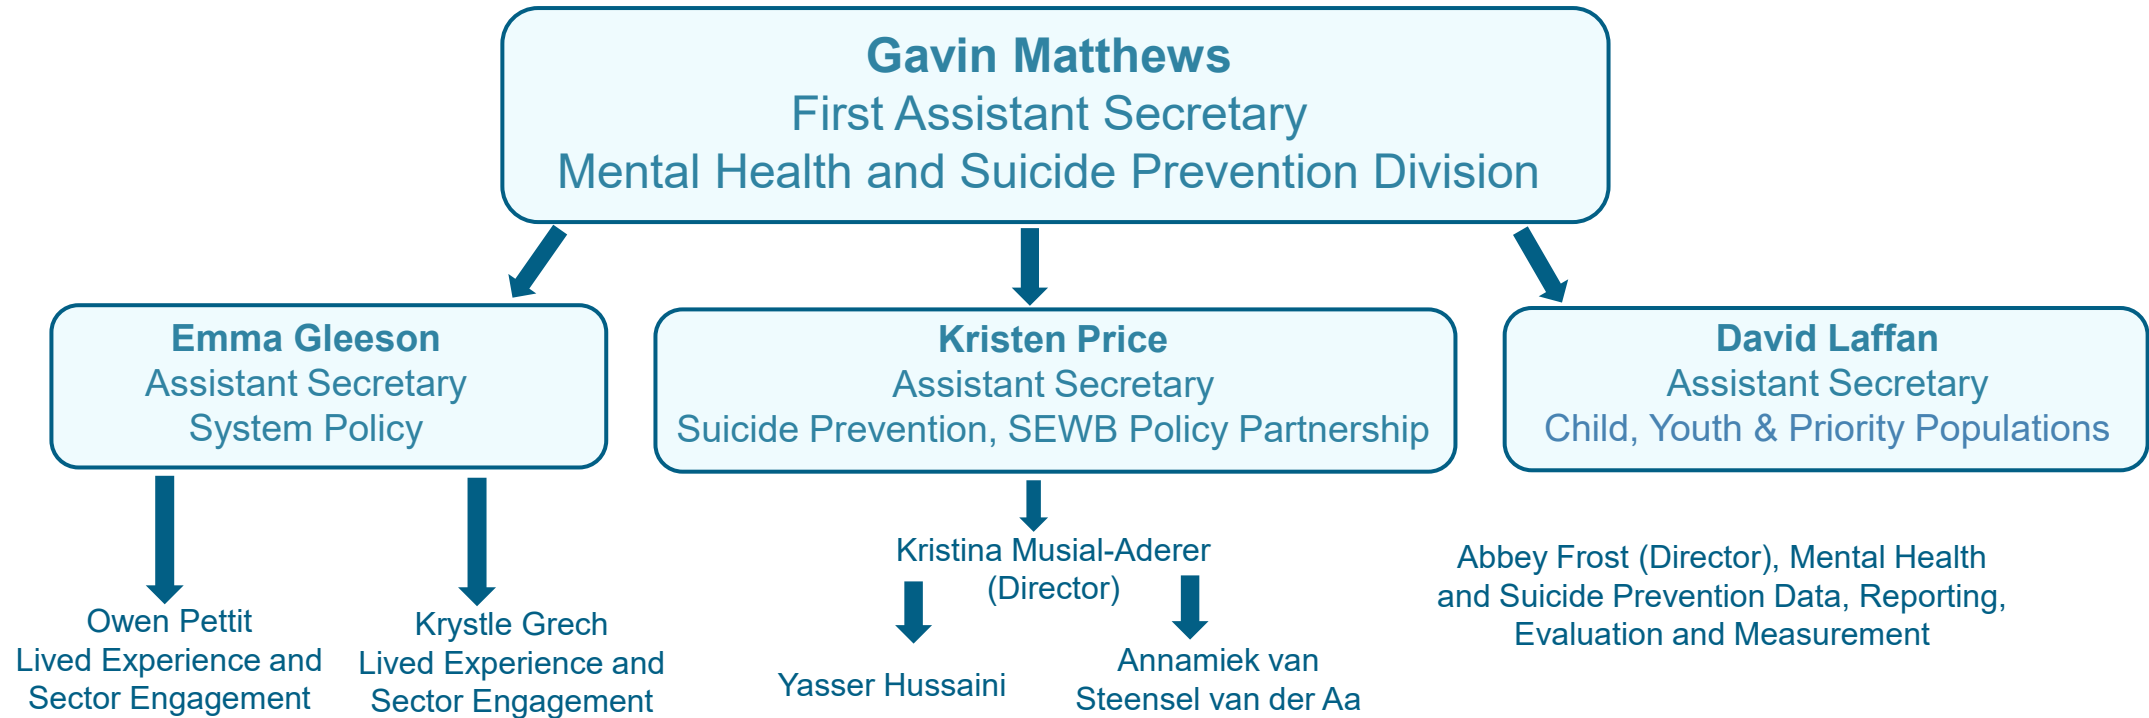 Gavin Matthews
First Assistant Secretary
Mental Health and Suicide Prevention Division
Emma Gleeson
Assistant Secretary
System Policy
Kristen Price
Assistant Secretary
Suicide Prevention, SEWB Policy Partnership
David Laffan
Assistant Secretary
Child, Youth & Priority Populations
Owen Pettit
Lived Experience and
Sector Engagement
Krystle Grech
Lived Experience and
Sector Engagement
Kristina Musial-Aderer
(Director)
Yasser Hussaini
Annamiek van
Steensel van der Aa
Abbey Frost (Director), Mental Health
and Suicide Prevention Data, Reporting,
Evaluation and Measurement